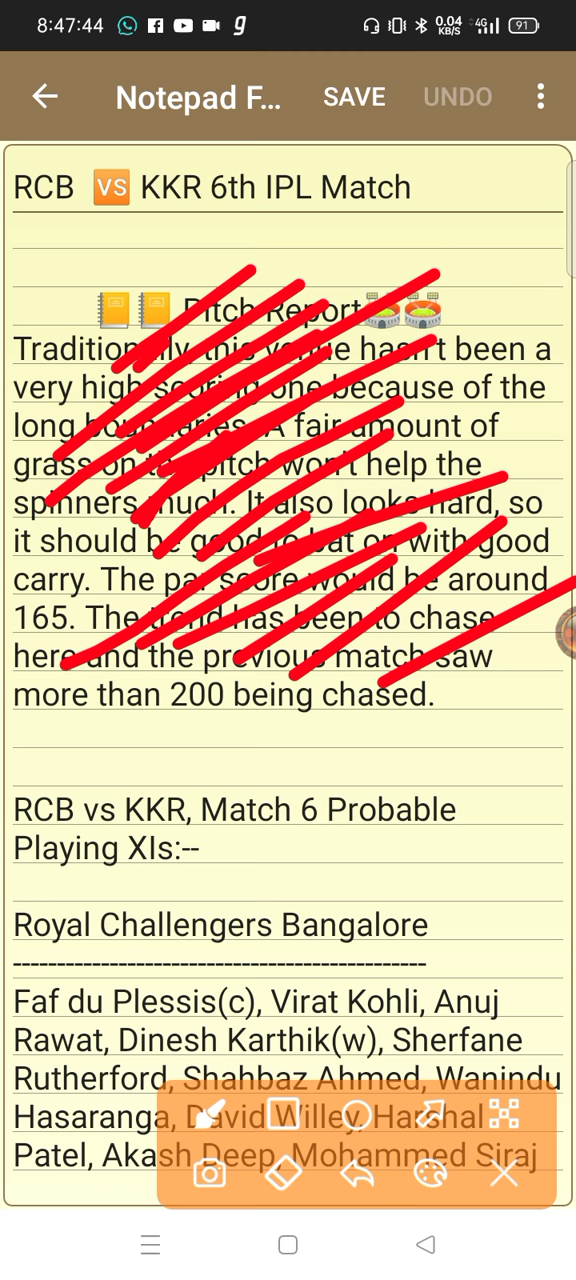 8:47:44 g 0.04 KB/S 4G 91
Notepad F... SAVE UNDO
RCB 🆚 KKR 6th IPL Match
📒📒 Pitch Report🏟🏟
Traditionally this venue hasn't been a
very high scoring one because of the
long boundaries. A fair amount of
grass on the pitch won't help the
spinners much. It also looks hard, so
it should be good to bat on with good
carry. The par score would be around
165. The trend has been to chase
here and the previous match saw
more than 200 being chased.
RCB vs KKR, Match 6 Probable
Playing XIs:--
Royal Challengers Bangalore
-----------------------------------------------
Faf du Plessis(c), Virat Kohli, Anuj
Rawat, Dinesh Karthik(w), Sherfane
Rutherford, Shahbaz Ahmed, Wanindu
Hasaranga, David Willey, Harshal
Patel, Akash Deep, Mohammed Siraj